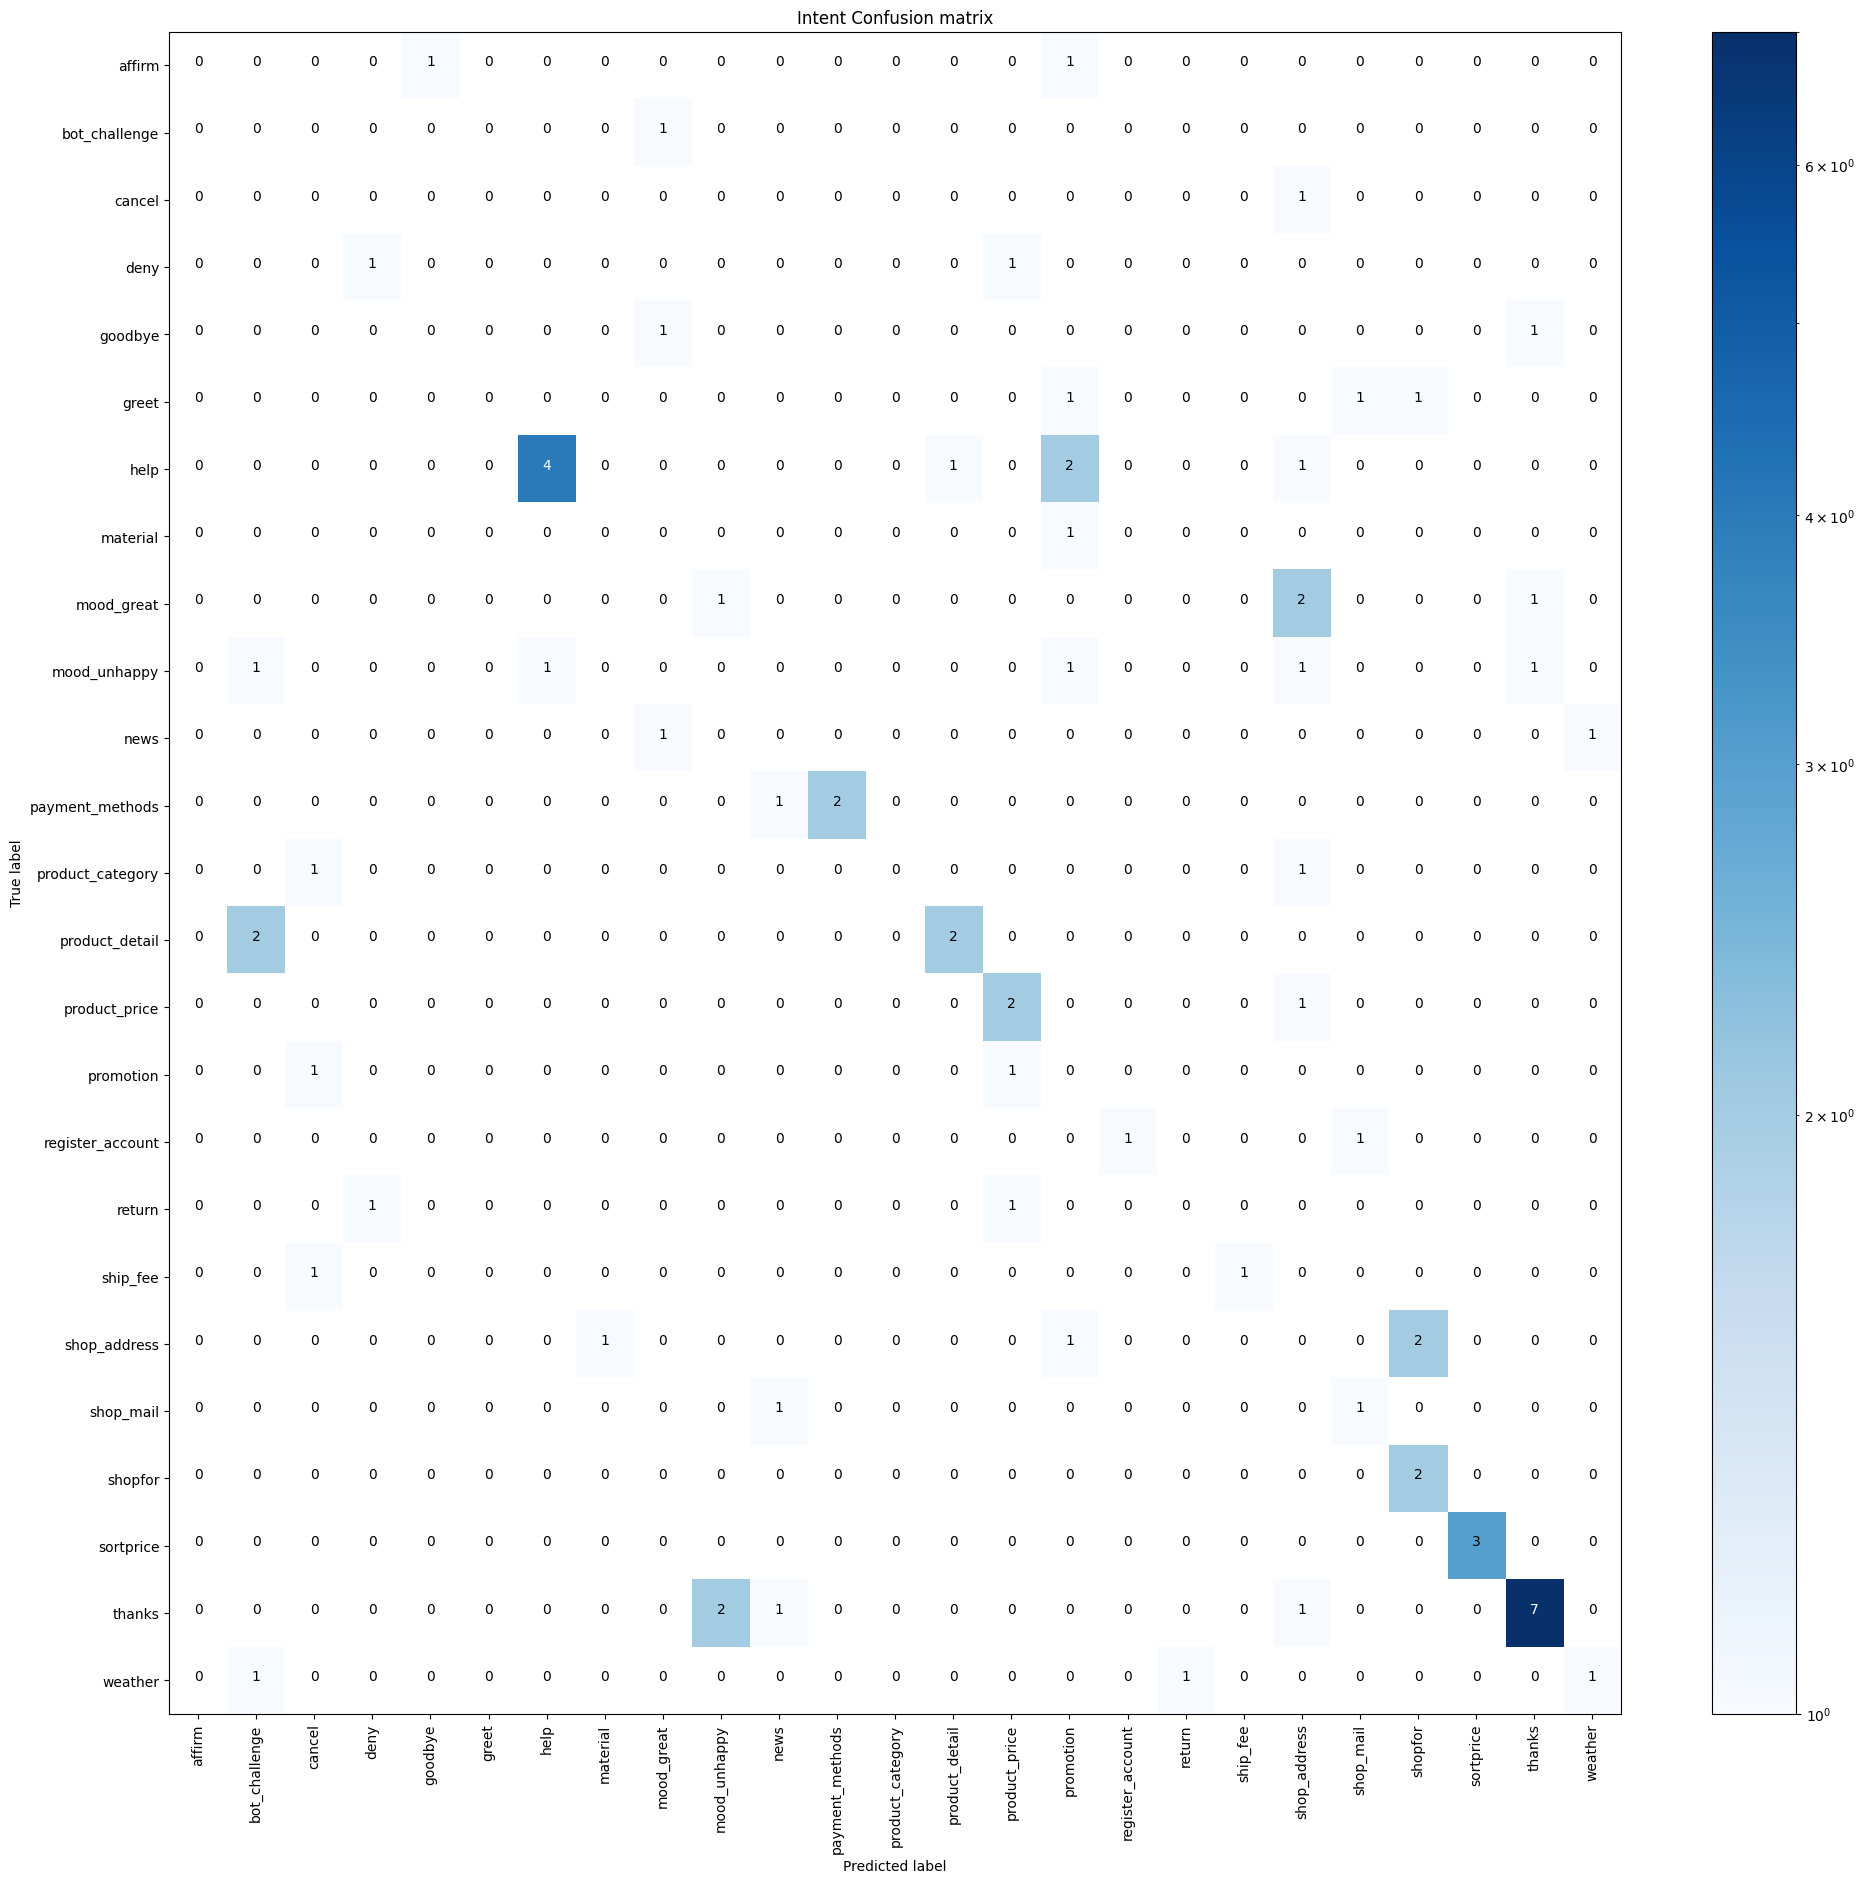 Intent Confusion matrix
affirm 0 0 0 0 1 0 0 0 0 0 0 0 0 0 0 1 0 0 0 0 0 0 0 0 0
bot_challenge 0 0 0 0 0 0 0 0 1 0 0 0 0 0 0 0 0 0 0 0 0 0 0 0 0
cancel 0 0 0 0 0 0 0 0 0 0 0 0 0 0 0 0 0 0 0 1 0 0 0 0 0
deny 0 0 0 1 0 0 0 0 0 0 0 0 0 0 1 0 0 0 0 0 0 0 0 0 0
goodbye 0 0 0 0 0 0 0 0 1 0 0 0 0 0 0 0 0 0 0 0 0 0 0 1 0
greet 0 0 0 0 0 0 0 0 0 0 0 0 0 0 0 1 0 0 0 0 1 1 0 0 0
help 0 0 0 0 0 0 4 0 0 0 0 0 0 1 0 2 0 0 0 1 0 0 0 0 0
material 0 0 0 0 0 0 0 0 0 0 0 0 0 0 0 1 0 0 0 0 0 0 0 0 0
mood_great 0 0 0 0 0 0 0 0 0 1 0 0 0 0 0 0 0 0 0 2 0 0 0 1 0
mood_unhappy 0 1 0 0 0 0 1 0 0 0 0 0 0 0 0 1 0 0 0 1 0 0 0 1 0
news 0 0 0 0 0 0 0 0 1 0 0 0 0 0 0 0 0 0 0 0 0 0 0 0 1
payment_methods 0 0 0 0 0 0 0 0 0 0 1 2 0 0 0 0 0 0 0 0 0 0 0 0 0
product_category 0 0 1 0 0 0 0 0 0 0 0 0 0 0 0 0 0 0 0 1 0 0 0 0 0
product_detail 0 2 0 0 0 0 0 0 0 0 0 0 0 2 0 0 0 0 0 0 0 0 0 0 0
product_price 0 0 0 0 0 0 0 0 0 0 0 0 0 0 2 0 0 0 0 1 0 0 0 0 0
promotion 0 0 1 0 0 0 0 0 0 0 0 0 0 0 1 0 0 0 0 0 0 0 0 0 0
register_account 0 0 0 0 0 0 0 0 0 0 0 0 0 0 0 0 1 0 0 0 1 0 0 0 0
return 0 0 0 1 0 0 0 0 0 0 0 0 0 0 1 0 0 0 0 0 0 0 0 0 0
ship_fee 0 0 1 0 0 0 0 0 0 0 0 0 0 0 0 0 0 0 1 0 0 0 0 0 0
shop_address 0 0 0 0 0 0 0 1 0 0 0 0 0 0 0 1 0 0 0 0 0 2 0 0 0
shop_mail 0 0 0 0 0 0 0 0 0 0 1 0 0 0 0 0 0 0 0 0 1 0 0 0 0
shopfor 0 0 0 0 0 0 0 0 0 0 0 0 0 0 0 0 0 0 0 0 0 2 0 0 0
sortprice 0 0 0 0 0 0 0 0 0 0 0 0 0 0 0 0 0 0 0 0 0 0 3 0 0
thanks 0 0 0 0 0 0 0 0 0 2 1 0 0 0 0 0 0 0 0 1 0 0 0 7 0
weather 0 1 0 0 0 0 0 0 0 0 0 0 0 0 0 0 0 1 0 0 0 0 0 0 1
True label
affirm
bot_challenge
cancel
deny
goodbye
greet
help
material
mood_great
mood_unhappy
news
payment_methods
product_category
product_detail
product_price
promotion
register_account
return
ship_fee
shop_address
shop_mail
shopfor
sortprice
thanks
weather
Predicted label
6 × 10⁰
4 × 10⁰
3 × 10⁰
2 × 10⁰
10⁰